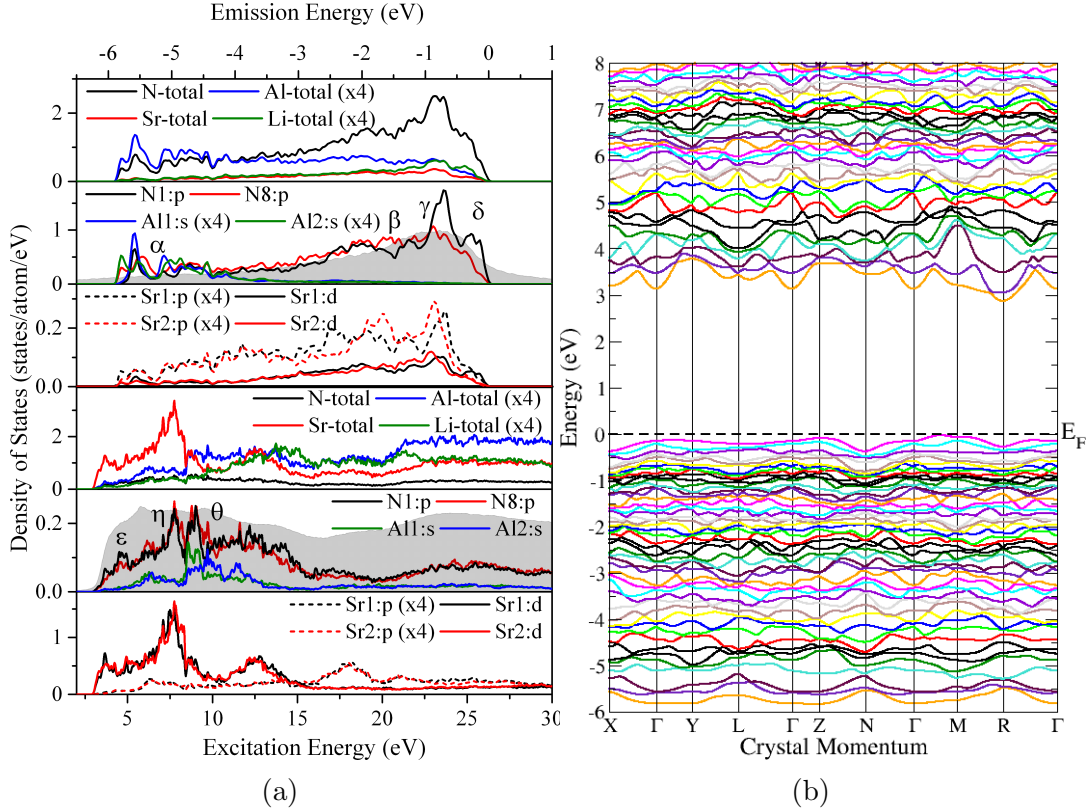 Emission Energy (eV)
-6 -5 -4 -3 -2 -1 0 1
N-total Al-total (x4)
Sr-total Li-total (x4)
2
0
N1:p N8:p
Al1:s (x4) Al2:s (x4)
α β γ δ
1
0
Sr1:p (x4) Sr1:d
Sr2:p (x4) Sr2:d
0.2
0.0
N-total Al-total (x4)
Sr-total Li-total (x4)
2
0
N1:p N8:p
Al1:s Al2:s
ε η θ
0.2
0.0
Sr1:p (x4) Sr1:d
Sr2:p (x4) Sr2:d
1
0
5 10 15 20 25 30
Excitation Energy (eV)
Density of States (states/atom/eV)
(a)
8
7
6
5
4
3
2
1
0
-1
-2
-3
-4
-5
-6
Energy (eV)
E_F
X Γ Y L Γ Z N Γ M R Γ
Crystal Momentum
(b)